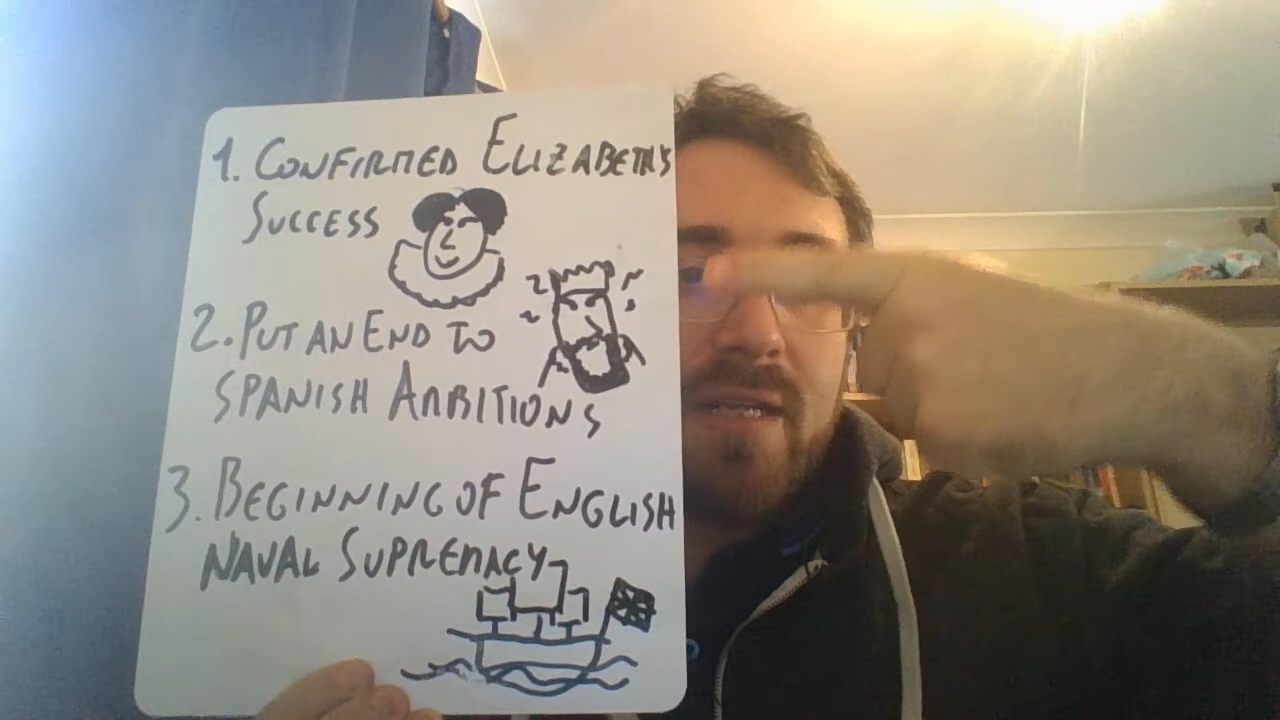 1. CONFIRMED ELIZABETH'S
SUCCESS
2. PUT AN END TO
SPANISH AMBITIONS
3. BEGINNING OF ENGLISH
NAVAL SUPREMACY